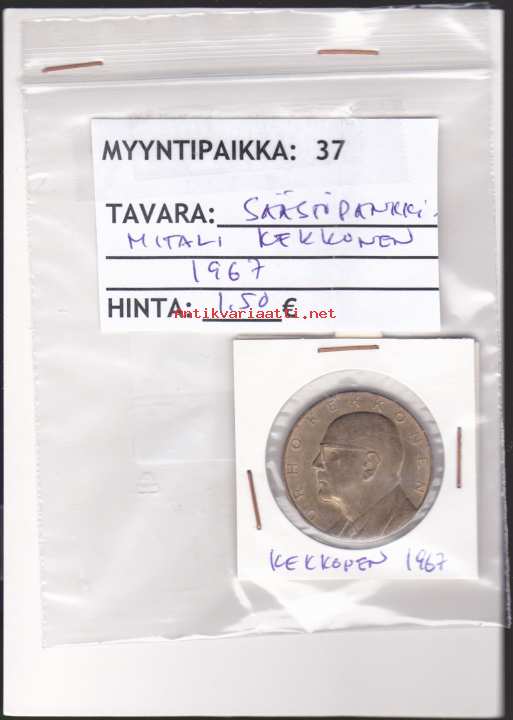 MYYNTIPAIKKA: 37
TAVARA: SÄÄSTÖPANKKI-
MITALI KEKKONEN
1967
HINTA: 1.50 €
Antikvariaatti.net
URHO KEKKONEN
KEKKONEN 1967